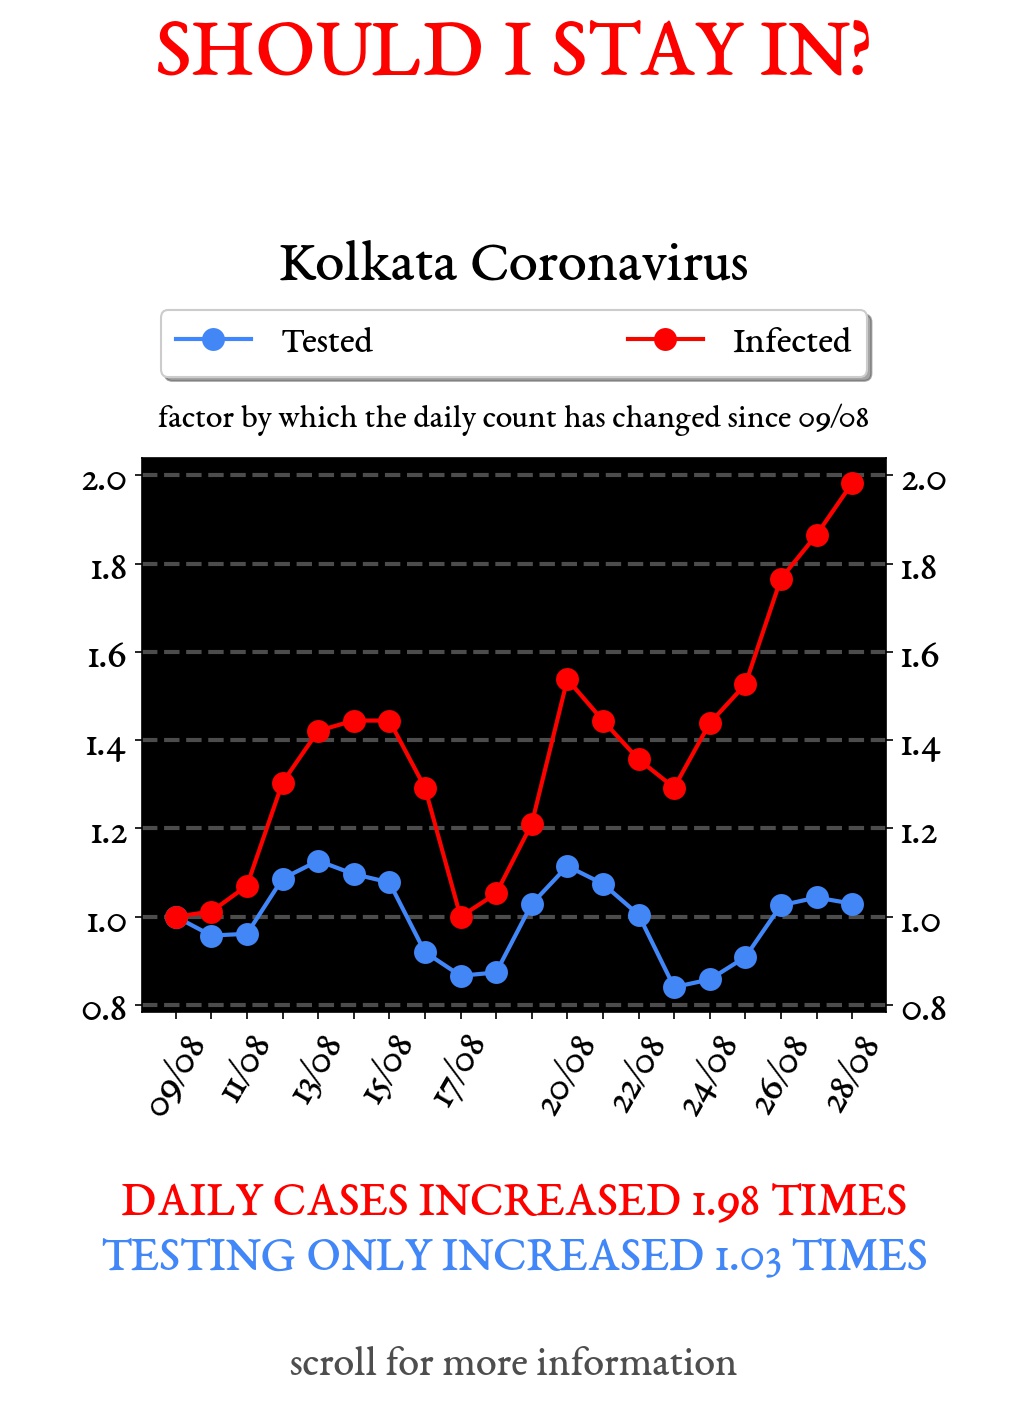 SHOULD I STAY IN?
Kolkata Coronavirus
Tested Infected
factor by which the daily count has changed since 09/08
2.0 2.0
1.8 1.8
1.6 1.6
1.4 1.4
1.2 1.2
1.0 1.0
0.8 0.8
09/08 11/08 13/08 15/08 17/08 20/08 22/08 24/08 26/08 28/08
DAILY CASES INCREASED 1.98 TIMES
TESTING ONLY INCREASED 1.03 TIMES
scroll for more information